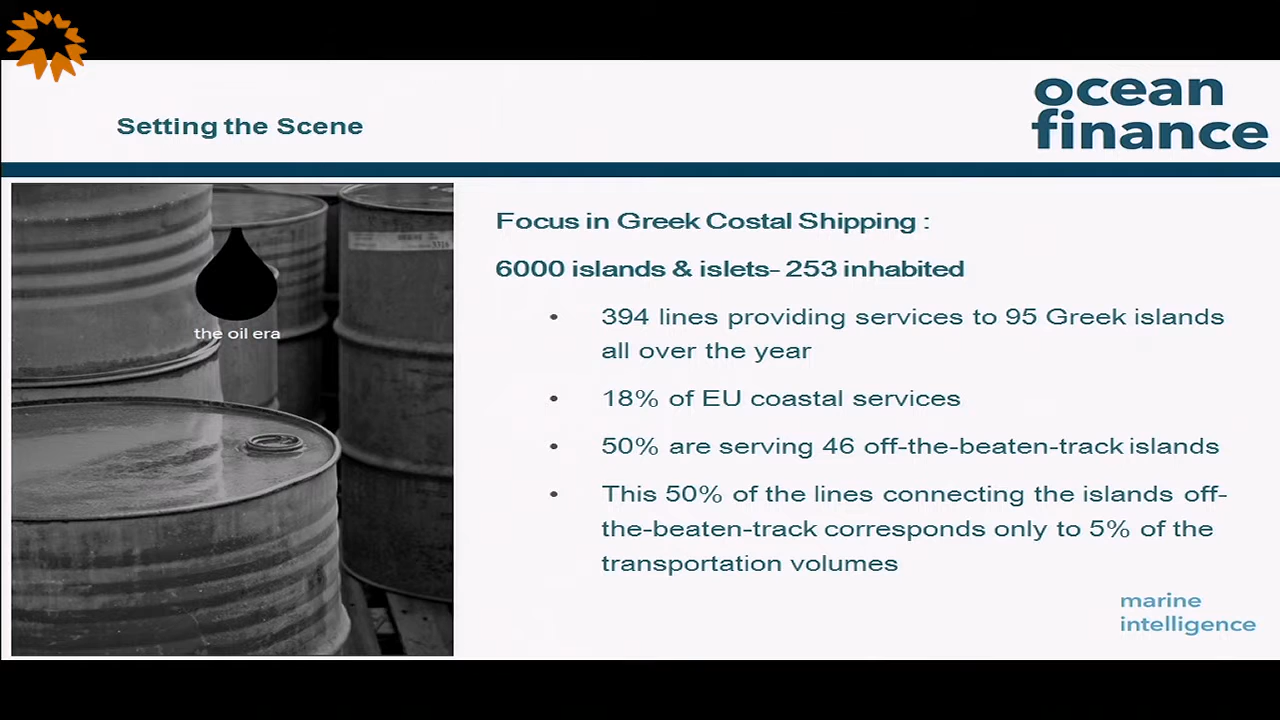 ocean
finance
Setting the Scene
the oil era
Focus in Greek Costal Shipping :
6000 islands & islets- 253 inhabited
• 394 lines providing services to 95 Greek islands
all over the year
• 18% of EU coastal services
• 50% are serving 46 off-the-beaten-track islands
• This 50% of the lines connecting the islands off-
the-beaten-track corresponds only to 5% of the
transportation volumes
marine
intelligence